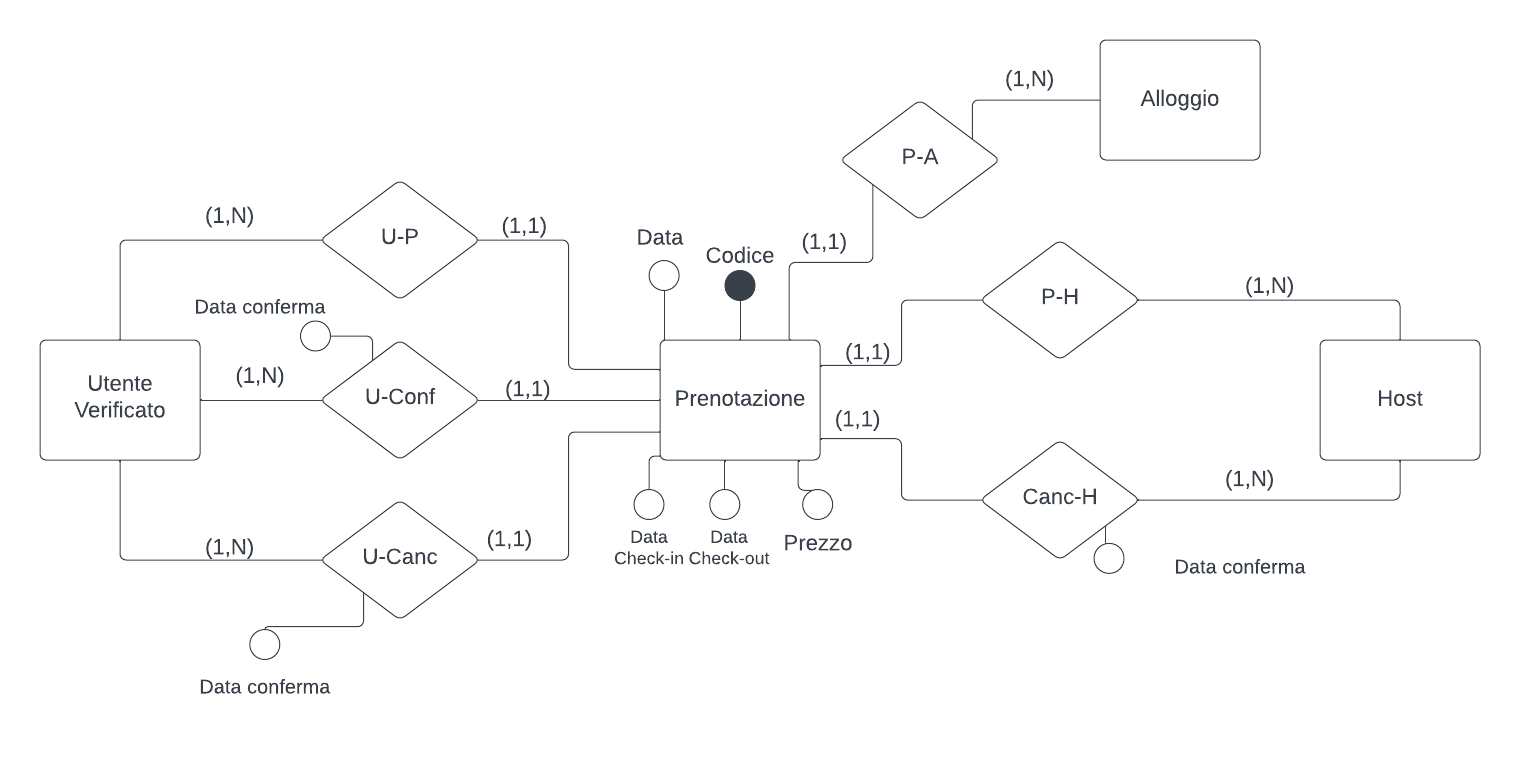 (1,N)
Alloggio
P-A
(1,N)
(1,1)
U-P
Data
Codice
(1,1)
P-H
(1,N)
Data conferma
(1,1)
Utente
Verificato
(1,N)
U-Conf
(1,1)
Prenotazione
Host
(1,1)
(1,N)
Canc-H
(1,N)
U-Canc
(1,1)
Data
Check-in
Data
Check-out
Prezzo
Data conferma
Data conferma